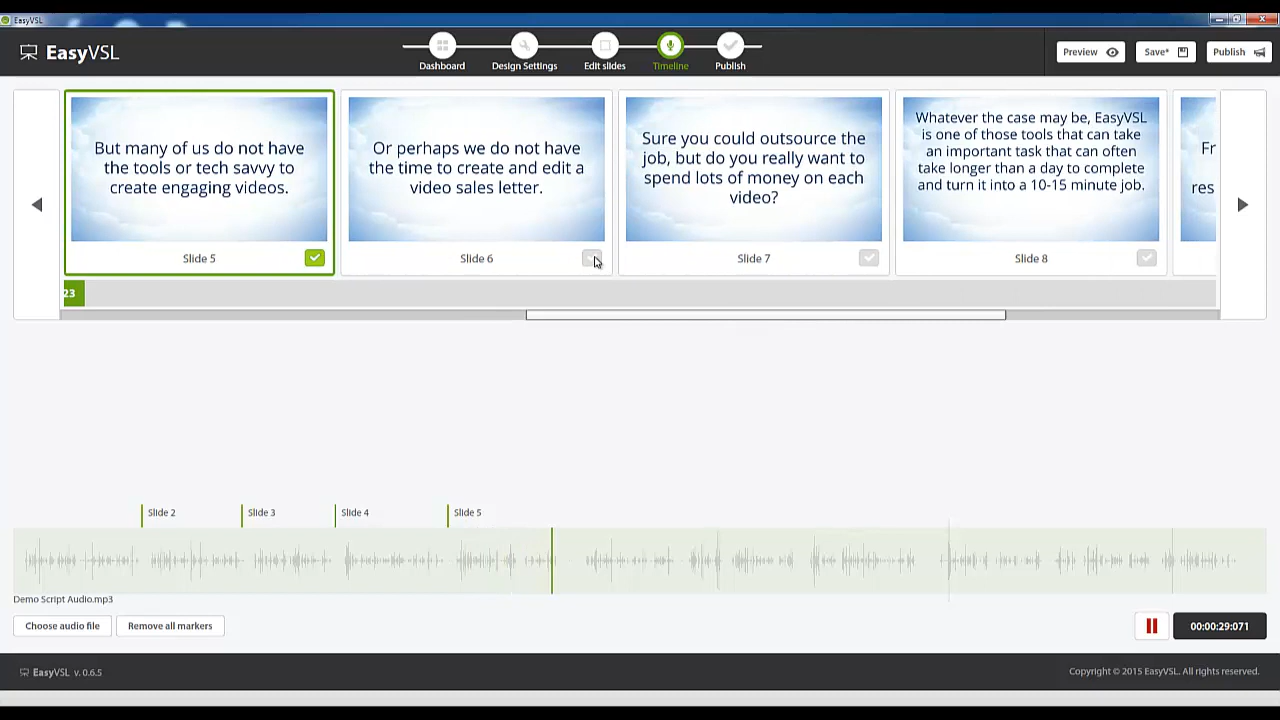 EasyVSL
EasyVSL
Dashboard
Design Settings
Edit slides
Timeline
Publish
Preview
Save*
Publish
But many of us do not have
the tools or tech savvy to
create engaging videos.
Slide 5
Or perhaps we do not have
the time to create and edit a
video sales letter.
Slide 6
Sure you could outsource the
job, but do you really want to
spend lots of money on each
video?
Slide 7
Whatever the case may be, EasyVSL
is one of those tools that can take
an important task that can often
take longer than a day to complete
and turn it into a 10-15 minute job.
Slide 8
Fr
res
23
Slide 2
Slide 3
Slide 4
Slide 5
Demo Script Audio.mp3
Choose audio file
Remove all markers
00:00:29:071
EasyVSL v. 0.6.5
Copyright © 2015 EasyVSL. All rights reserved.